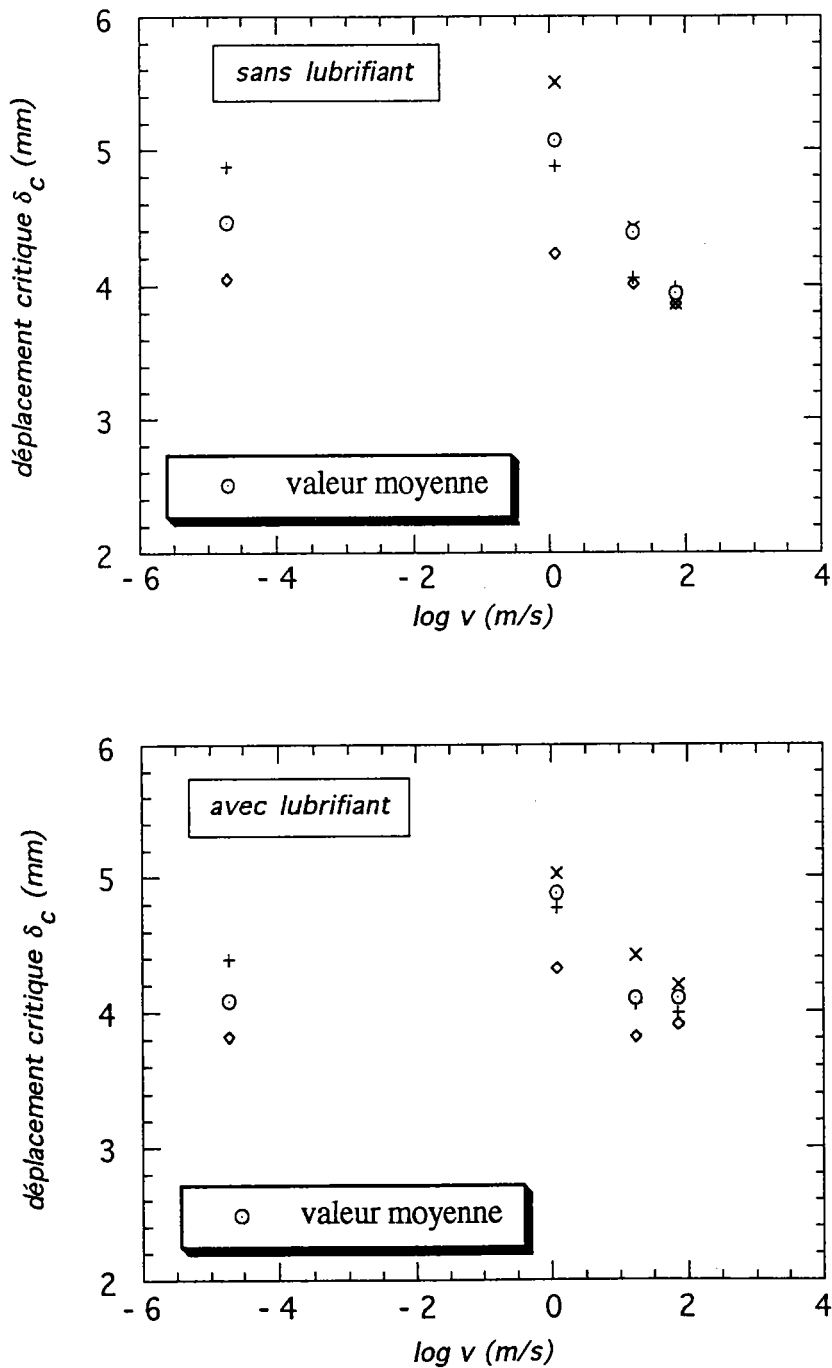 6
sans lubrifiant
5
4
3
2
déplacement critique δc (mm)
⊙ valeur moyenne
-6 -4 -2 0 2 4
log v (m/s)
6
avec lubrifiant
5
4
3
2
déplacement critique δc (mm)
⊙ valeur moyenne
-6 -4 -2 0 2 4
log v (m/s)